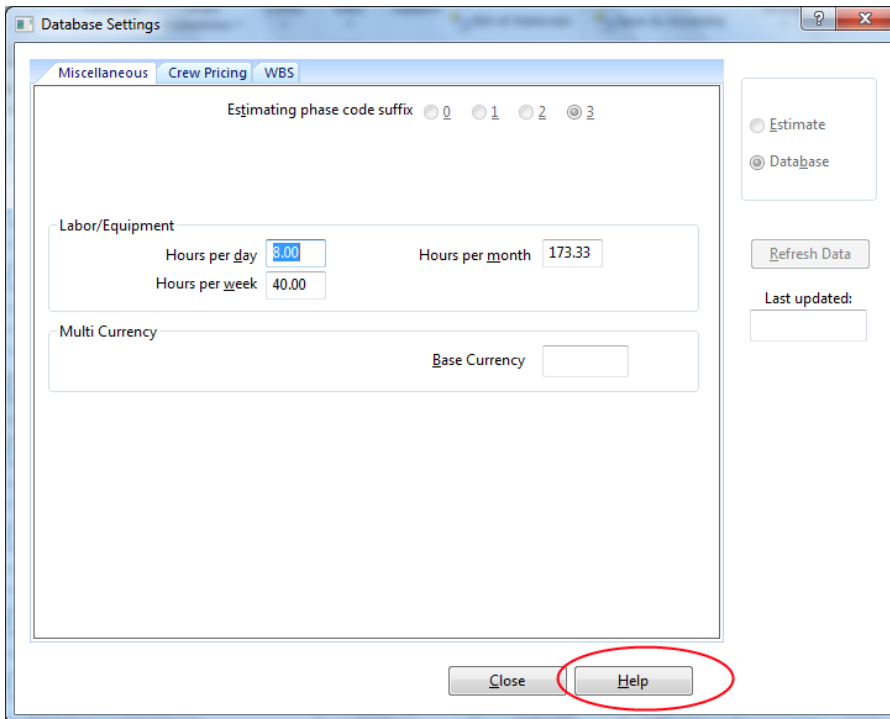 Database Settings
?
X
Miscellaneous Crew Pricing WBS
Estimating phase code suffix 0 1 2 3
Estimate
Database
Labor/Equipment
Hours per day 8.00 Hours per month 173.33
Hours per week 40.00
Refresh Data
Last updated:
Multi Currency
Base Currency
Close Help